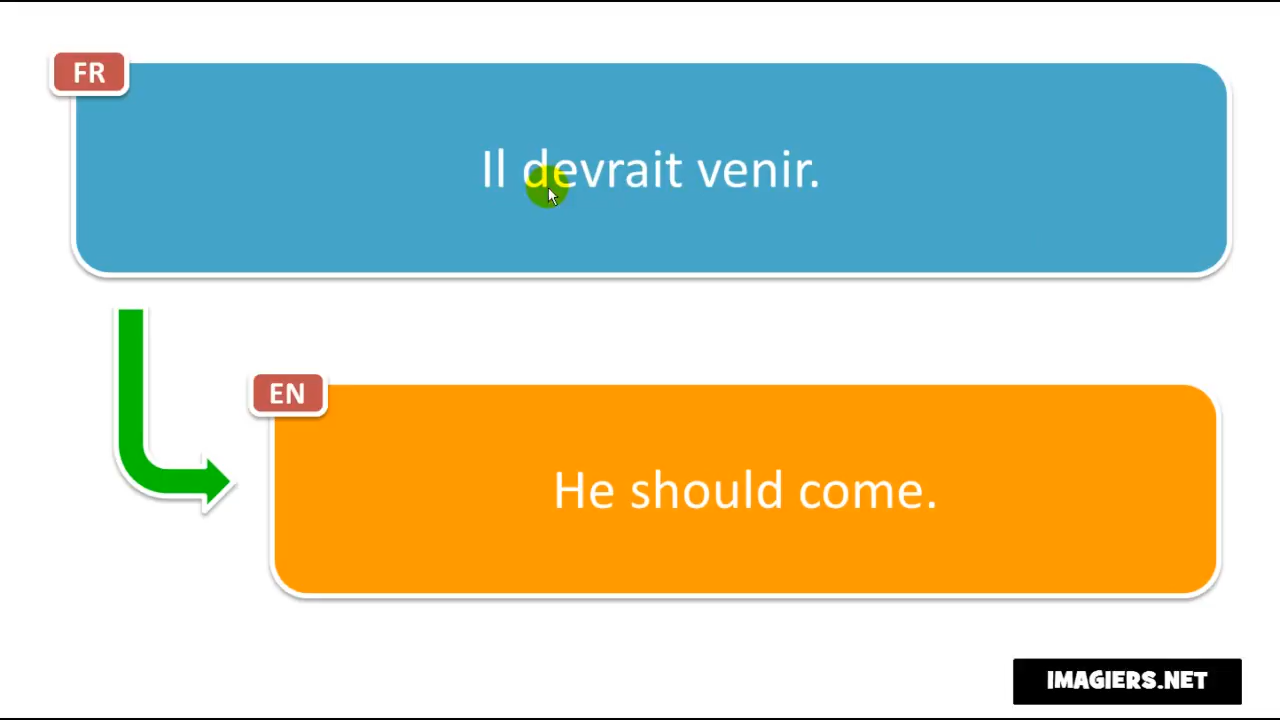 FR
Il devrait venir.
EN
He should come.
IMAGIERS.NET